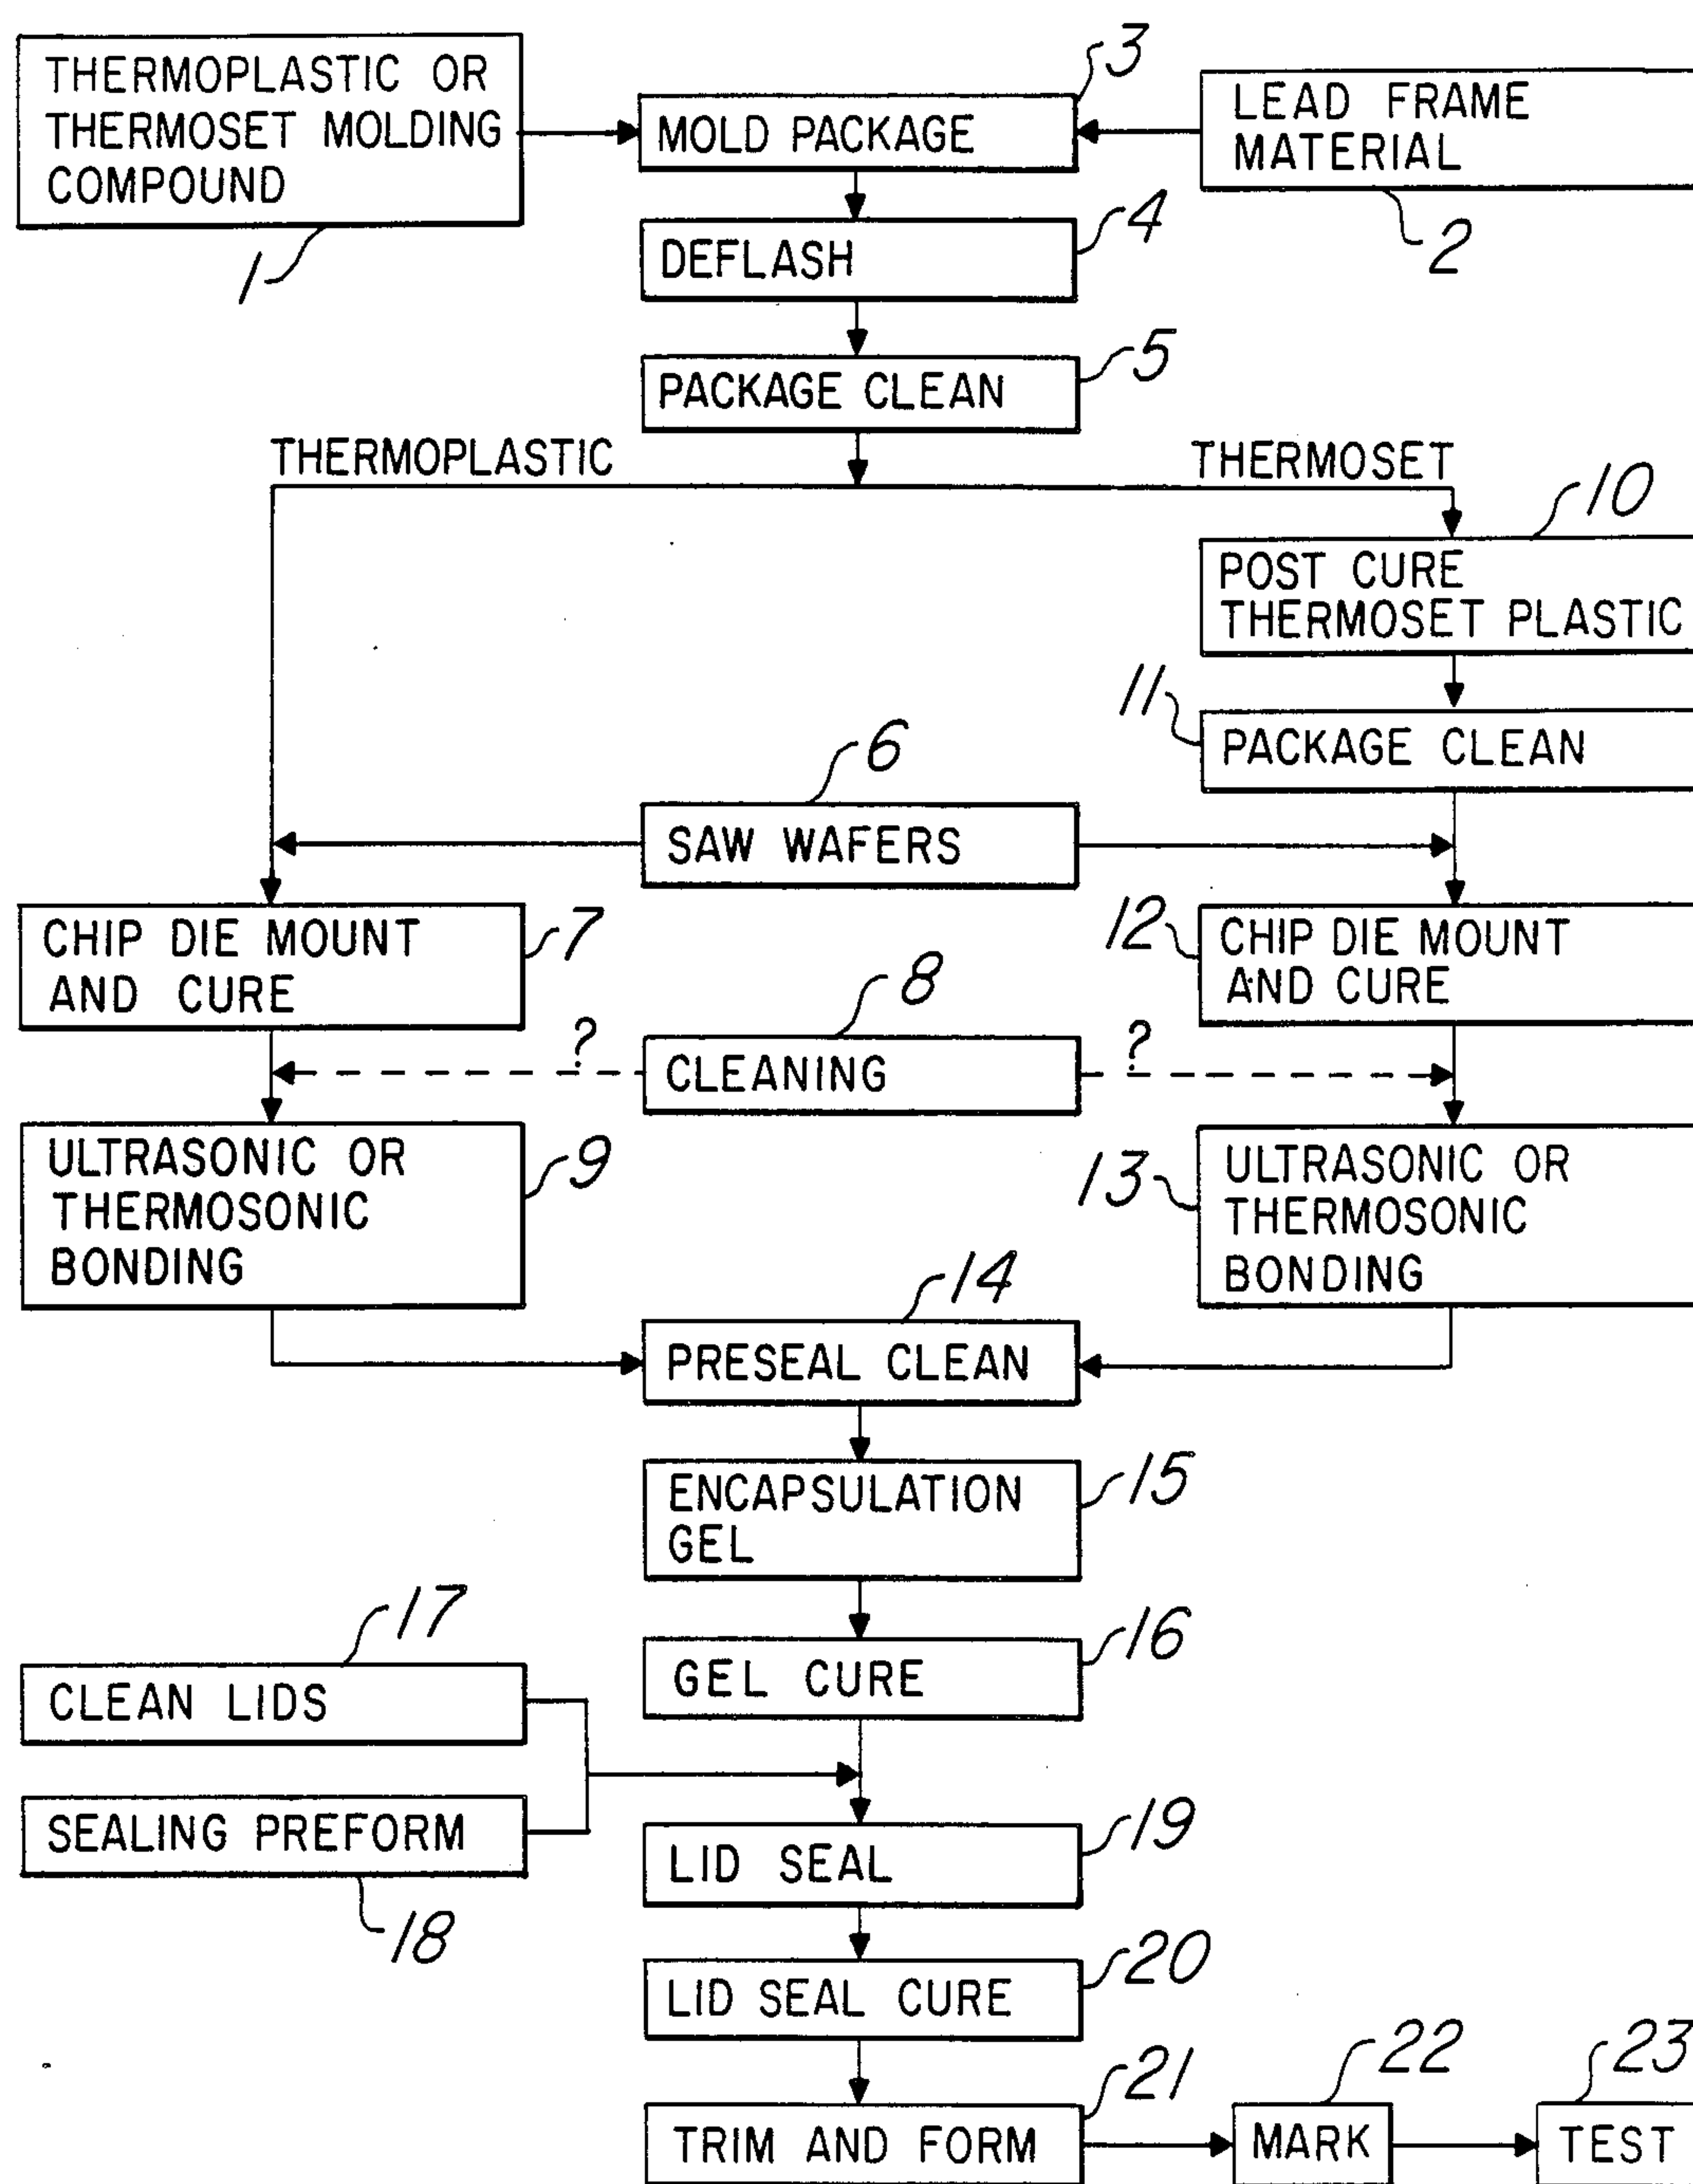 THERMOPLASTIC OR
THERMOSET MOLDING
COMPOUND
1
MOLD PACKAGE
3
LEAD FRAME
MATERIAL
2
DEFLASH
4
PACKAGE CLEAN
5
THERMOPLASTIC
THERMOSET
10
POST CURE
THERMOSET PLASTIC
11
PACKAGE CLEAN
6
SAW WAFERS
CHIP DIE MOUNT
AND CURE
7
12
CHIP DIE MOUNT
AND CURE
8
?
CLEANING
?
ULTRASONIC OR
THERMOSONIC
BONDING
9
13
ULTRASONIC OR
THERMOSONIC
BONDING
14
PRESEAL CLEAN
ENCAPSULATION
GEL
15
GEL CURE
16
17
CLEAN LIDS
SEALING PREFORM
18
LID SEAL
19
LID SEAL CURE
20
TRIM AND FORM
21
22
MARK
23
TEST